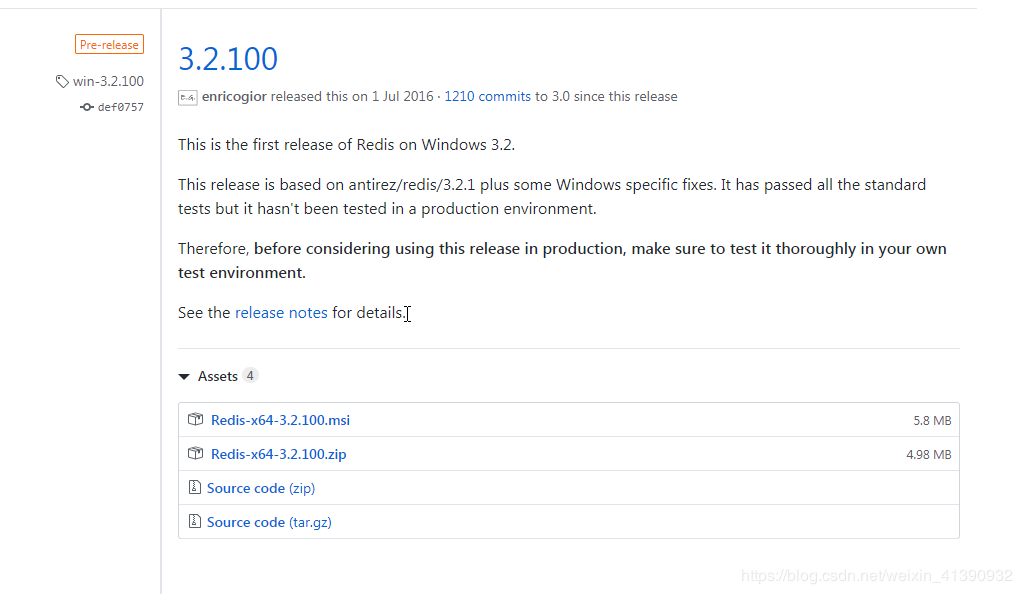 Pre-release
win-3.2.100
def0757
3.2.100
E.G. enricogior released this on 1 Jul 2016 · 1210 commits to 3.0 since this release
This is the first release of Redis on Windows 3.2.
This release is based on antirez/redis/3.2.1 plus some Windows specific fixes. It has passed all the standard
tests but it hasn't been tested in a production environment.
Therefore, before considering using this release in production, make sure to test it thoroughly in your own
test environment.
See the release notes for details.
Assets 4
Redis-x64-3.2.100.msi 5.8 MB
Redis-x64-3.2.100.zip 4.98 MB
Source code (zip)
Source code (tar.gz)
https://blog.csdn.net/weixin_41390932